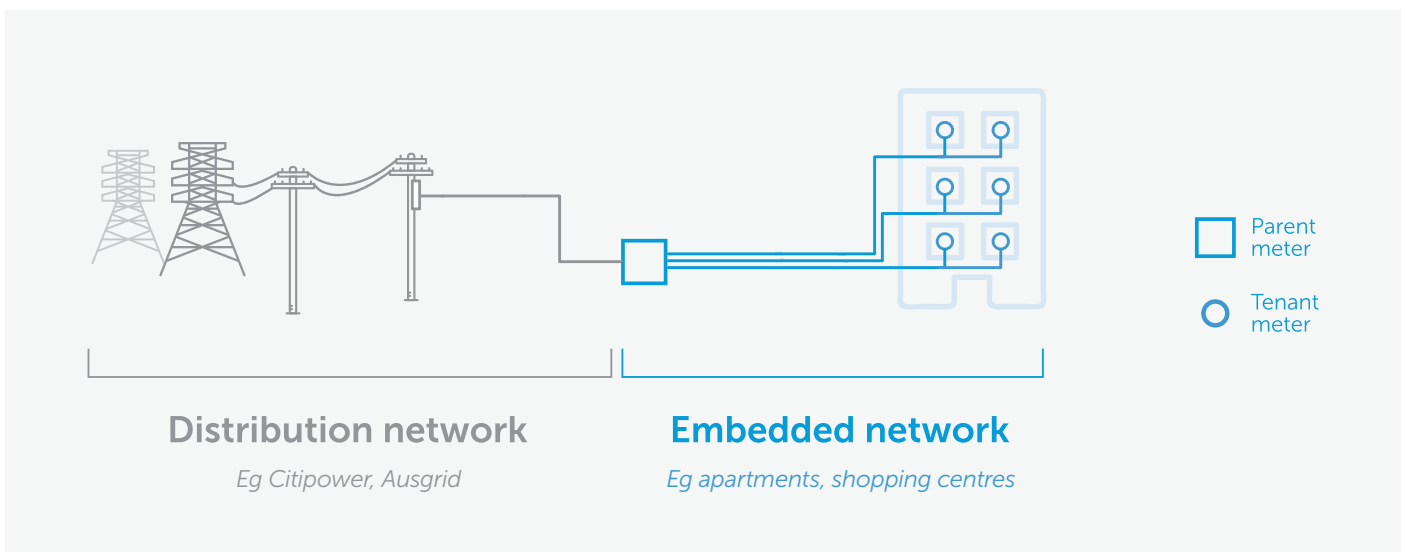 Parent
meter
Tenant
meter
Distribution network
Embedded network
Eg Citipower, Ausgrid
Eg apartments, shopping centres